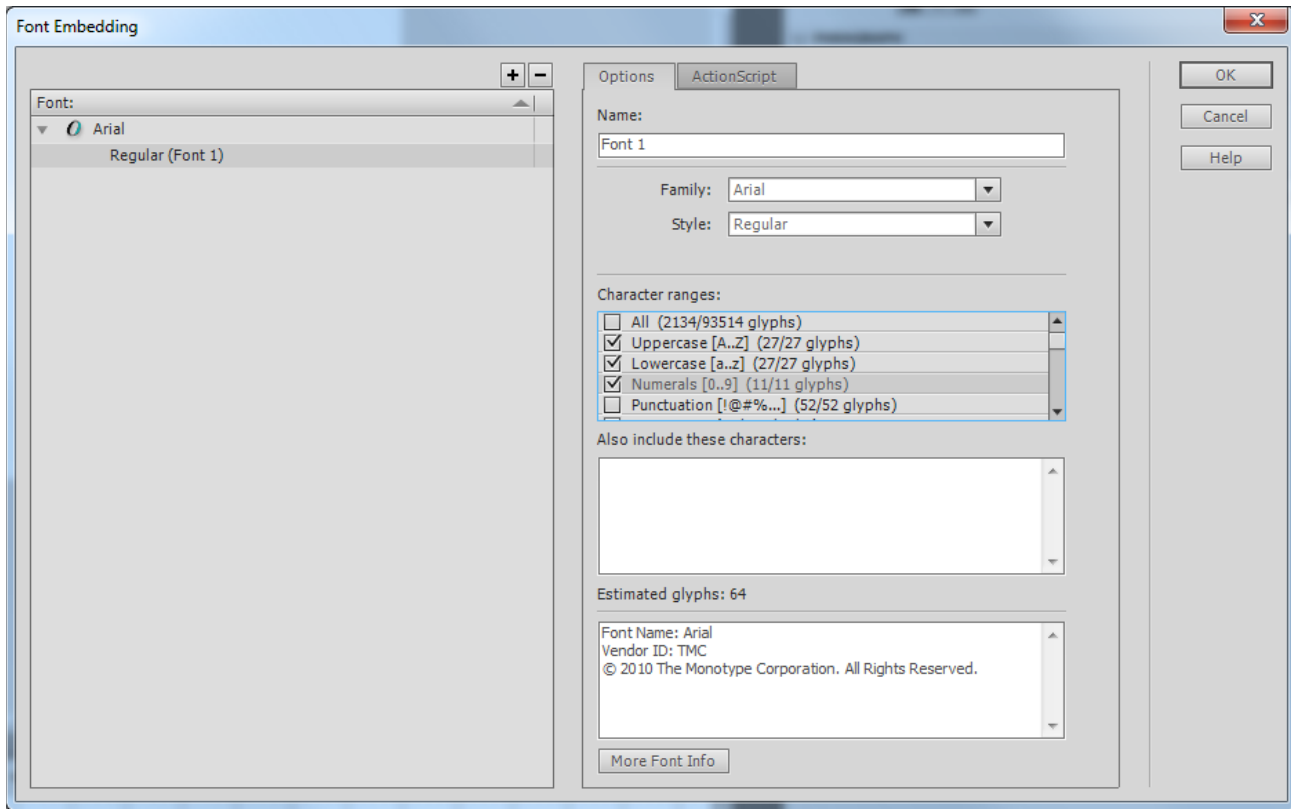 Font Embedding
Font:
Arial
Regular (Font 1)
Options
ActionScript
Name:
Font 1
Family: Arial
Style: Regular
Character ranges:
All (2134/93514 glyphs)
Uppercase [A..Z] (27/27 glyphs)
Lowercase [a..z] (27/27 glyphs)
Numerals [0..9] (11/11 glyphs)
Punctuation [!@#%...] (52/52 glyphs)
Also include these characters:
Estimated glyphs: 64
Font Name: Arial
Vendor ID: TMC
© 2010 The Monotype Corporation. All Rights Reserved.
More Font Info
OK
Cancel
Help